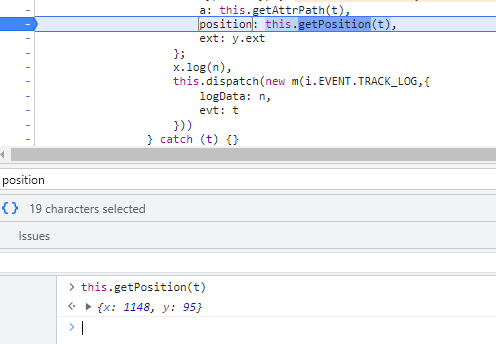 a: this.getAttrPath(t),
- position: this.getPosition(t),
- ext: y.ext
- };
- x.log(n),
- this.dispatch(new m(i.EVENT.TRACK_LOG,{
- logData: n,
- evt: t
- }))
- } catch (t) {}
position
{} 19 characters selected
Issues
> this.getPosition(t)
{x: 1148, y: 95}
>